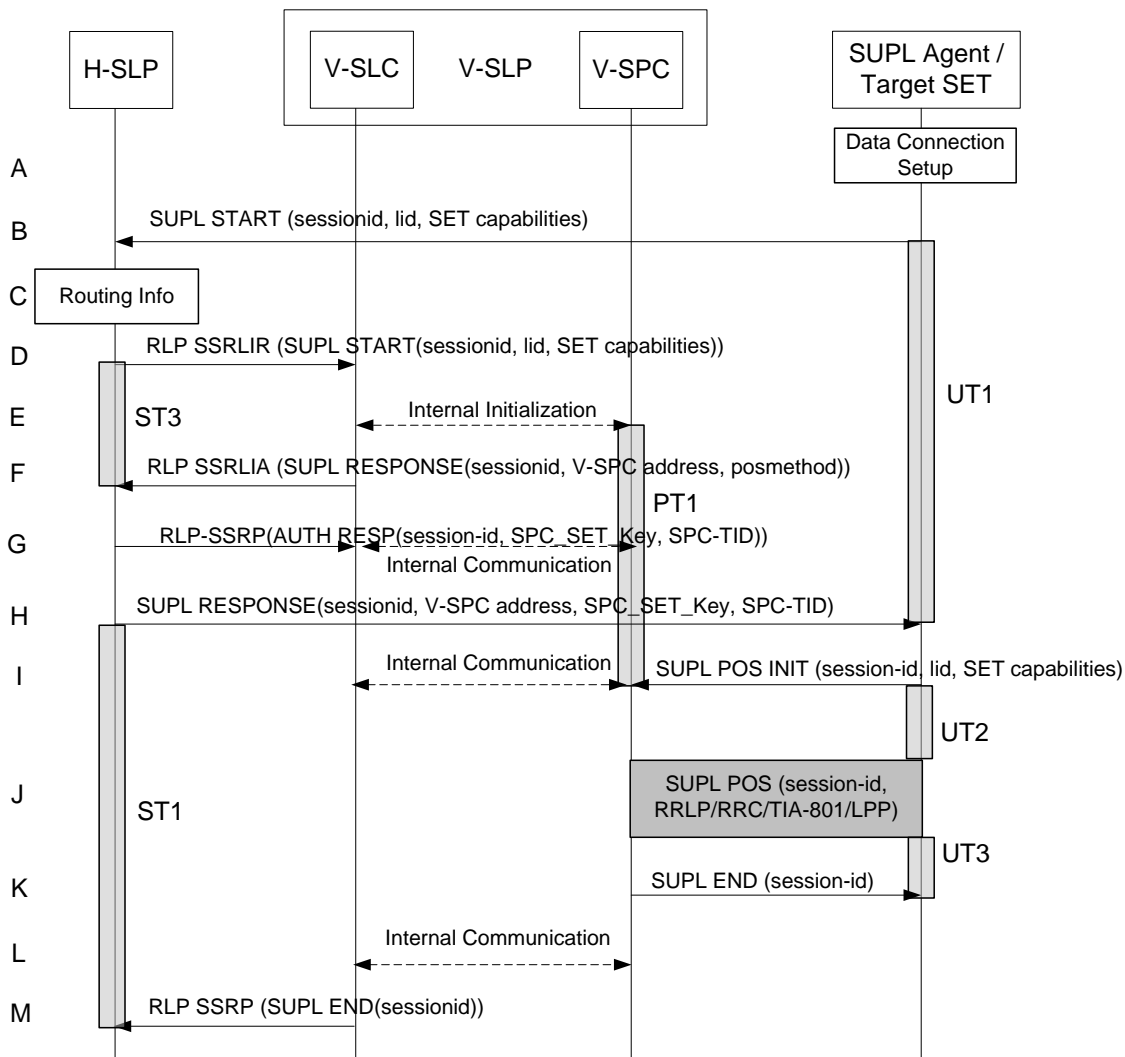 H-SLP
V-SLC
V-SLP
V-SPC
SUPL Agent /
Target SET
Data Connection
Setup
A
SUPL START (sessionid, lid, SET capabilities)
B
C
Routing Info
RLP SSRLIR (SUPL START(sessionid, lid, SET capabilities))
D
UT1
Internal Initialization
E
ST3
RLP SSRLIA (SUPL RESPONSE(sessionid, V-SPC address, posmethod))
F
PT1
RLP-SSRP(AUTH RESP(session-id, SPC_SET_Key, SPC-TID))
G
Internal Communication
SUPL RESPONSE(sessionid, V-SPC address, SPC_SET_Key, SPC-TID)
H
Internal Communication
SUPL POS INIT (session-id, lid, SET capabilities)
I
UT2
SUPL POS (session-id,
RRLP/RRC/TIA-801/LPP)
J
ST1
UT3
K
SUPL END (session-id)
Internal Communication
L
RLP SSRP (SUPL END(sessionid))
M